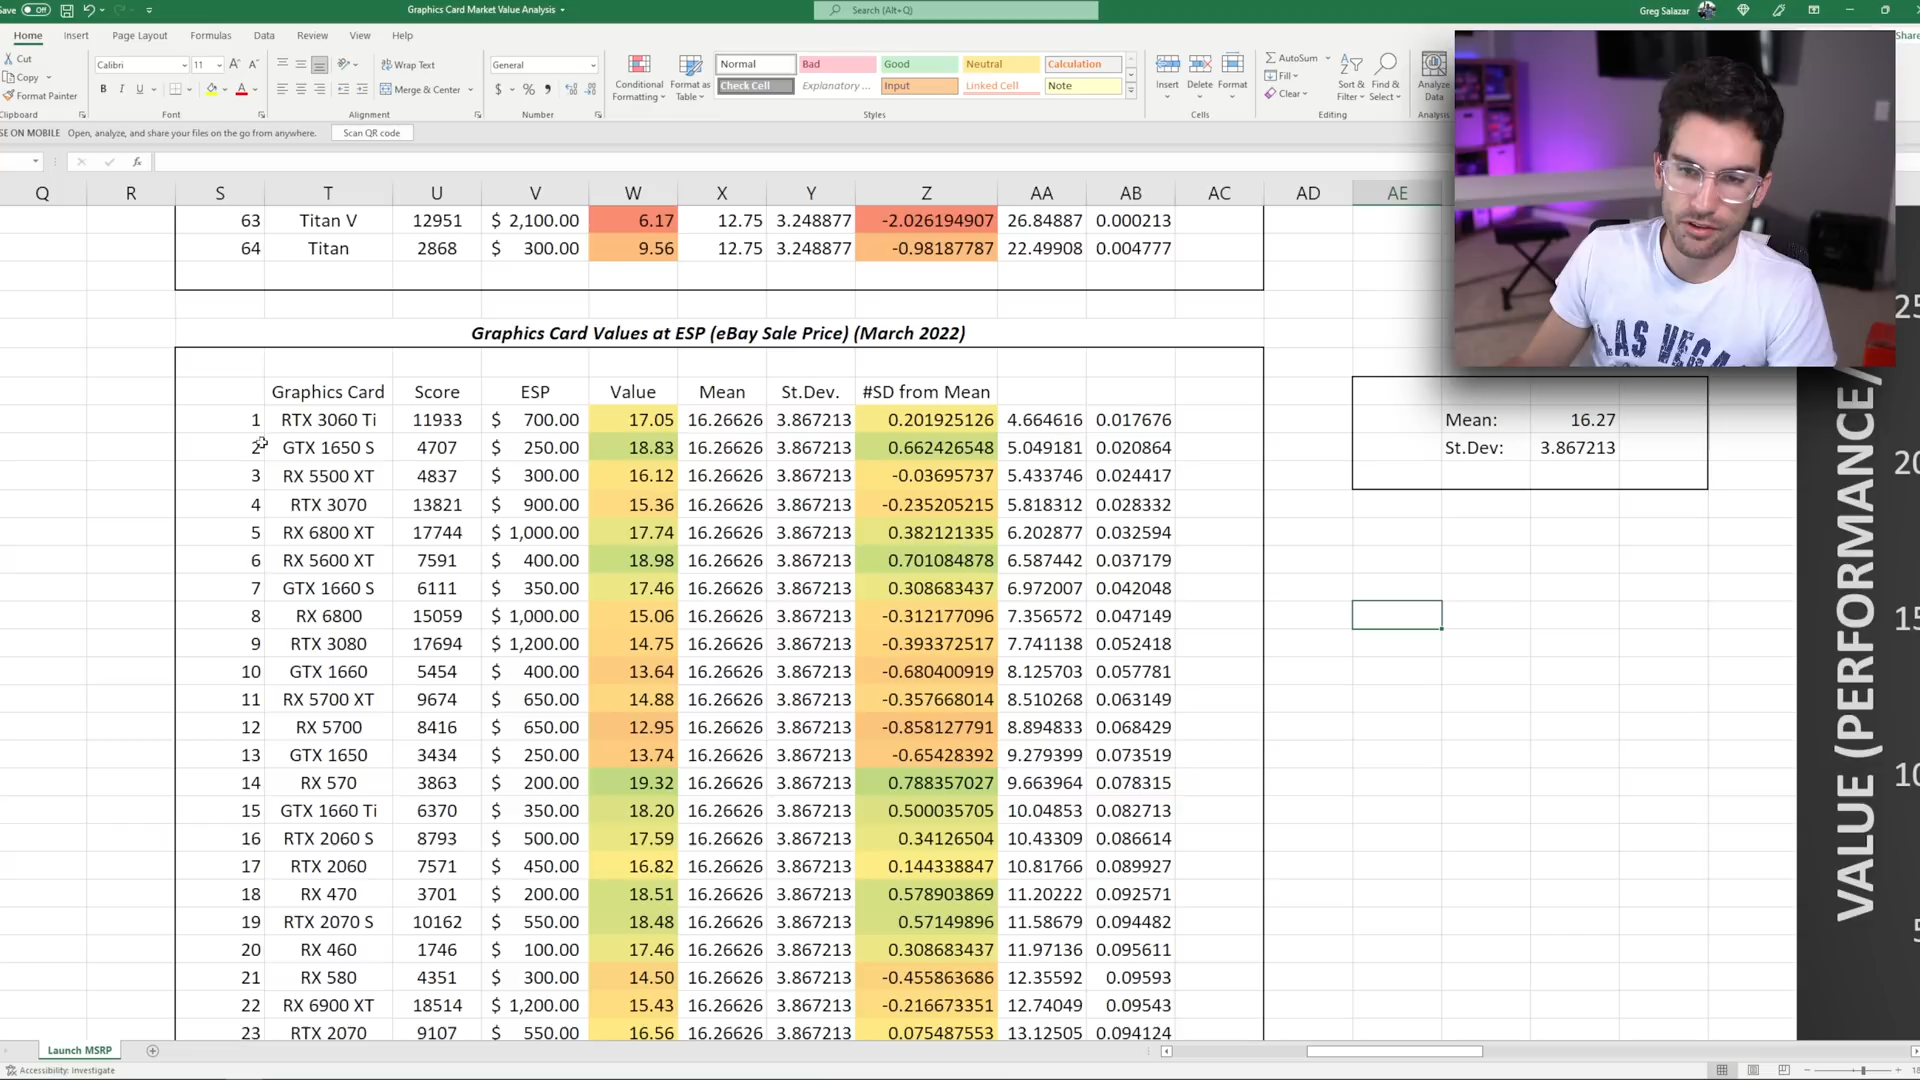 Save Off Graphics Card Market Value Analysis Search (Alt+Q) Greg Salazar
Home Insert Page Layout Formulas Data Review View Help Share
Cut
Copy
Format Painter
Clipboard
Calibri 11
B I U
Font
Wrap Text
Merge & Center
Alignment
General
$ % 9
Number
Conditional Formatting
Format as Table
Normal Bad Good Neutral Calculation
Check Cell Explanatory ... Input Linked Cell Note
Styles
Insert Delete Format
Cells
AutoSum
Fill
Clear
Sort & Filter
Find & Select
Editing
Analyze Data
Analysis
SE ON MOBILE Open, analyze, and share your files on the go from anywhere. Scan QR code
fx
Q R S T U V W X Y Z AA AB AC AD AE
63 Titan V 12951 $ 2,100.00 6.17 12.75 3.248877 -2.026194907 26.84887 0.000213
64 Titan 2868 $ 300.00 9.56 12.75 3.248877 -0.98187787 22.49908 0.004777
Graphics Card Values at ESP (eBay Sale Price) (March 2022)
Graphics Card Score ESP Value Mean St.Dev. #SD from Mean
1 RTX 3060 Ti 11933 $ 700.00 17.05 16.26626 3.867213 0.201925126 4.664616 0.017676
2 GTX 1650 S 4707 $ 250.00 18.83 16.26626 3.867213 0.662426548 5.049181 0.020864
3 RX 5500 XT 4837 $ 300.00 16.12 16.26626 3.867213 -0.03695737 5.433746 0.024417
4 RTX 3070 13821 $ 900.00 15.36 16.26626 3.867213 -0.235205215 5.818312 0.028332
5 RX 6800 XT 17744 $ 1,000.00 17.74 16.26626 3.867213 0.382121335 6.202877 0.032594
6 RX 5600 XT 7591 $ 400.00 18.98 16.26626 3.867213 0.701084878 6.587442 0.037179
7 GTX 1660 S 6111 $ 350.00 17.46 16.26626 3.867213 0.308683437 6.972007 0.042048
8 RX 6800 15059 $ 1,000.00 15.06 16.26626 3.867213 -0.312177096 7.356572 0.047149
9 RTX 3080 17694 $ 1,200.00 14.75 16.26626 3.867213 -0.393372517 7.741138 0.052418
10 GTX 1660 5454 $ 400.00 13.64 16.26626 3.867213 -0.680400919 8.125703 0.057781
11 RX 5700 XT 9674 $ 650.00 14.88 16.26626 3.867213 -0.357668014 8.510268 0.063149
12 RX 5700 8416 $ 650.00 12.95 16.26626 3.867213 -0.858127791 8.894833 0.068429
13 GTX 1650 3434 $ 250.00 13.74 16.26626 3.867213 -0.65428392 9.279399 0.073519
14 RX 570 3863 $ 200.00 19.32 16.26626 3.867213 0.788357027 9.663964 0.078315
15 GTX 1660 Ti 6370 $ 350.00 18.20 16.26626 3.867213 0.500035705 10.04853 0.082713
16 RTX 2060 S 8793 $ 500.00 17.59 16.26626 3.867213 0.34126504 10.43309 0.086614
17 RTX 2060 7571 $ 450.00 16.82 16.26626 3.867213 0.144338847 10.81766 0.089927
18 RX 470 3701 $ 200.00 18.51 16.26626 3.867213 0.578903869 11.20222 0.092571
19 RTX 2070 S 10162 $ 550.00 18.48 16.26626 3.867213 0.57149896 11.58679 0.094482
20 RX 460 1746 $ 100.00 17.46 16.26626 3.867213 0.308683437 11.97136 0.095611
21 RX 580 4351 $ 300.00 14.50 16.26626 3.867213 -0.455863686 12.35592 0.09593
22 RX 6900 XT 18514 $ 1,200.00 15.43 16.26626 3.867213 -0.216673351 12.74049 0.09543
23 RTX 2070 9107 $ 550.00 16.56 16.26626 3.867213 0.075487553 13.12505 0.094124
Mean: 16.27
St.Dev: 3.867213
LAS VEGA
VALUE (PERFORMANCE/
25
20
15
10
5
Launch MSRP
Accessibility: Investigate